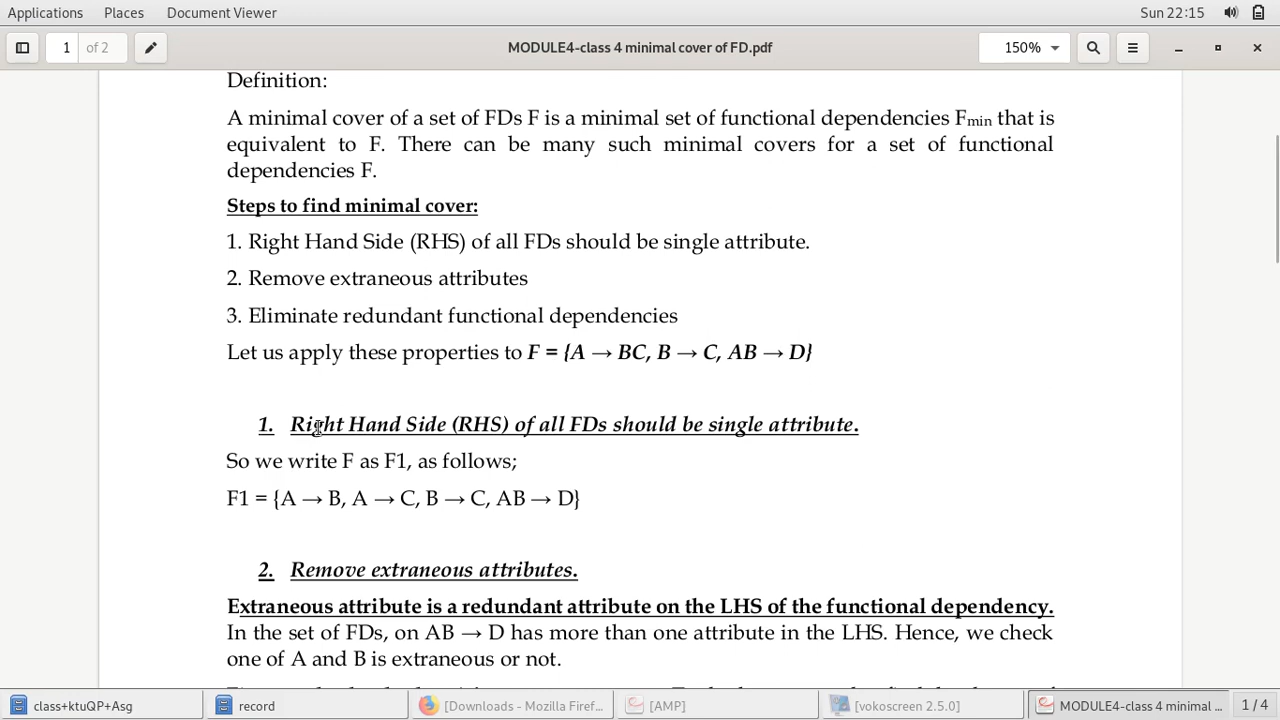 Applications Places Document Viewer Sun 22:15
1 of 2 MODULE4-class 4 minimal cover of FD.pdf 150%
Definition:
A minimal cover of a set of FDs F is a minimal set of functional dependencies Fmin that is
equivalent to F. There can be many such minimal covers for a set of functional
dependencies F.
Steps to find minimal cover:
1. Right Hand Side (RHS) of all FDs should be single attribute.
2. Remove extraneous attributes
3. Eliminate redundant functional dependencies
Let us apply these properties to F = {A → BC, B → C, AB → D}
1. Right Hand Side (RHS) of all FDs should be single attribute.
So we write F as F1, as follows;
F1 = {A → B, A → C, B → C, AB → D}
2. Remove extraneous attributes.
Extraneous attribute is a redundant attribute on the LHS of the functional dependency.
In the set of FDs, on AB → D has more than one attribute in the LHS. Hence, we check
one of A and B is extraneous or not.
class+ktuQP+Asg record [Downloads - Mozilla Firef... [AMP] [vokoscreen 2.5.0] MODULE4-class 4 minimal ... 1 / 4